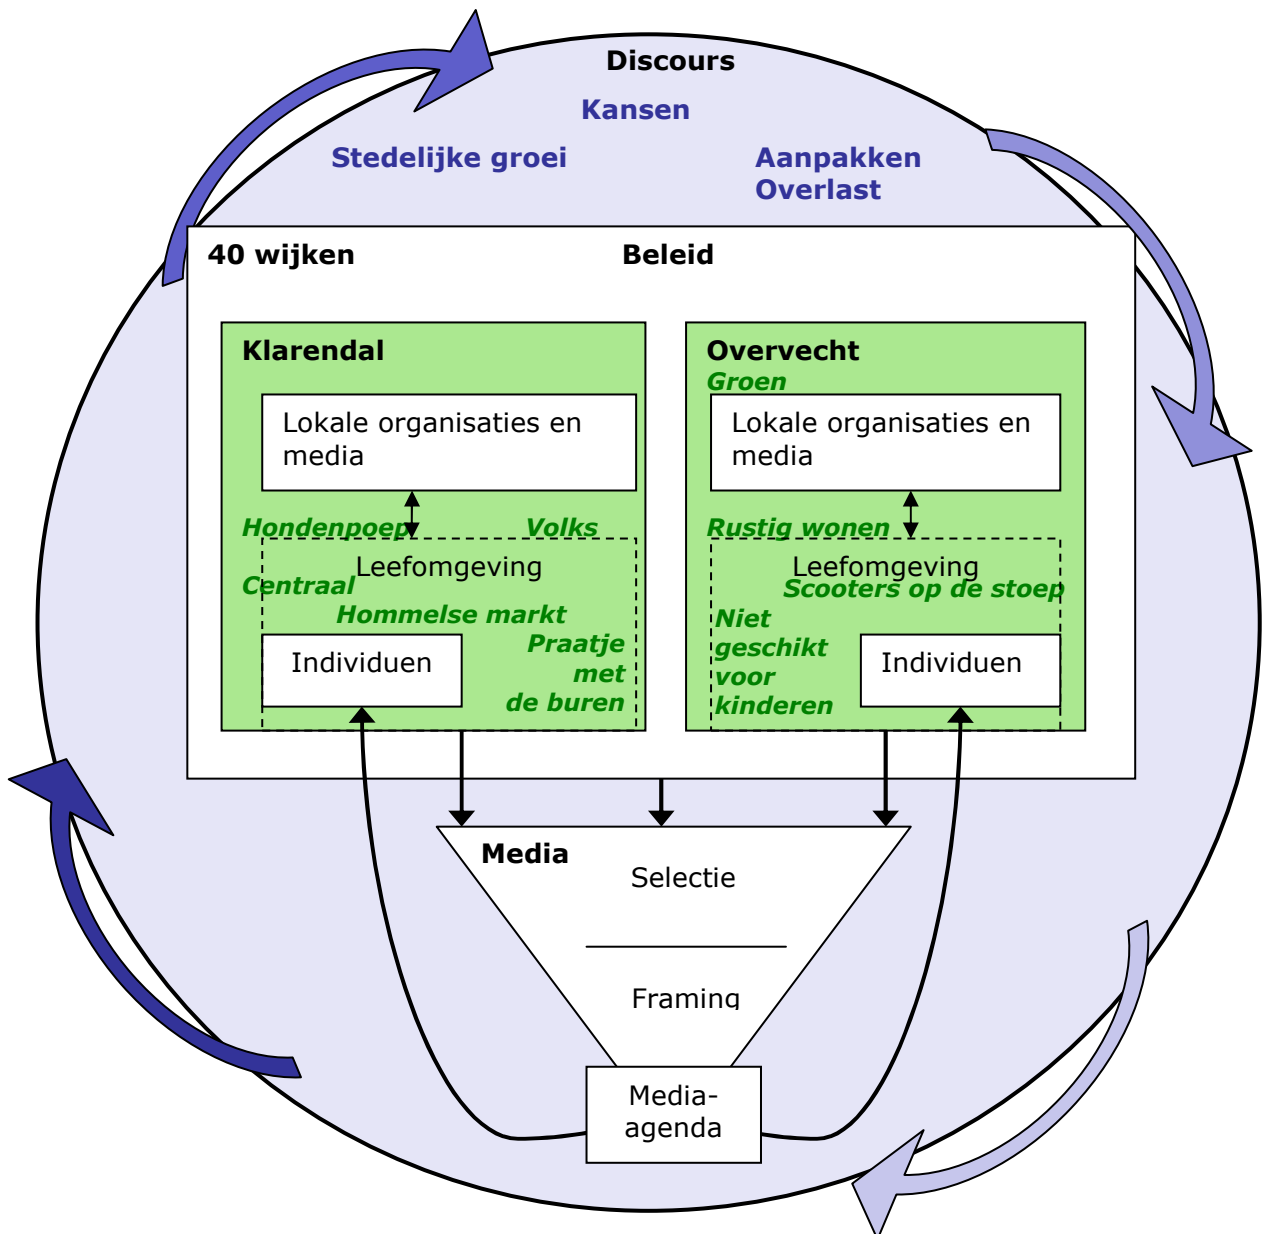 Discours
Kansen
Stedelijke groei
Aanpakken
Overlast
40 wijken
Beleid
Klarendal
Lokale organisaties en
media
Hondenpoep
Volks
Leefomgeving
Centraal
Hommelse markt
Individuen
Praatje
met
de buren
Overvecht
Groen
Lokale organisaties en
media
Rustig wonen
Leefomgeving
Scooters op de stoep
Niet
geschikt
voor
kinderen
Individuen
Media
Selectie
Framing
Media-
agenda